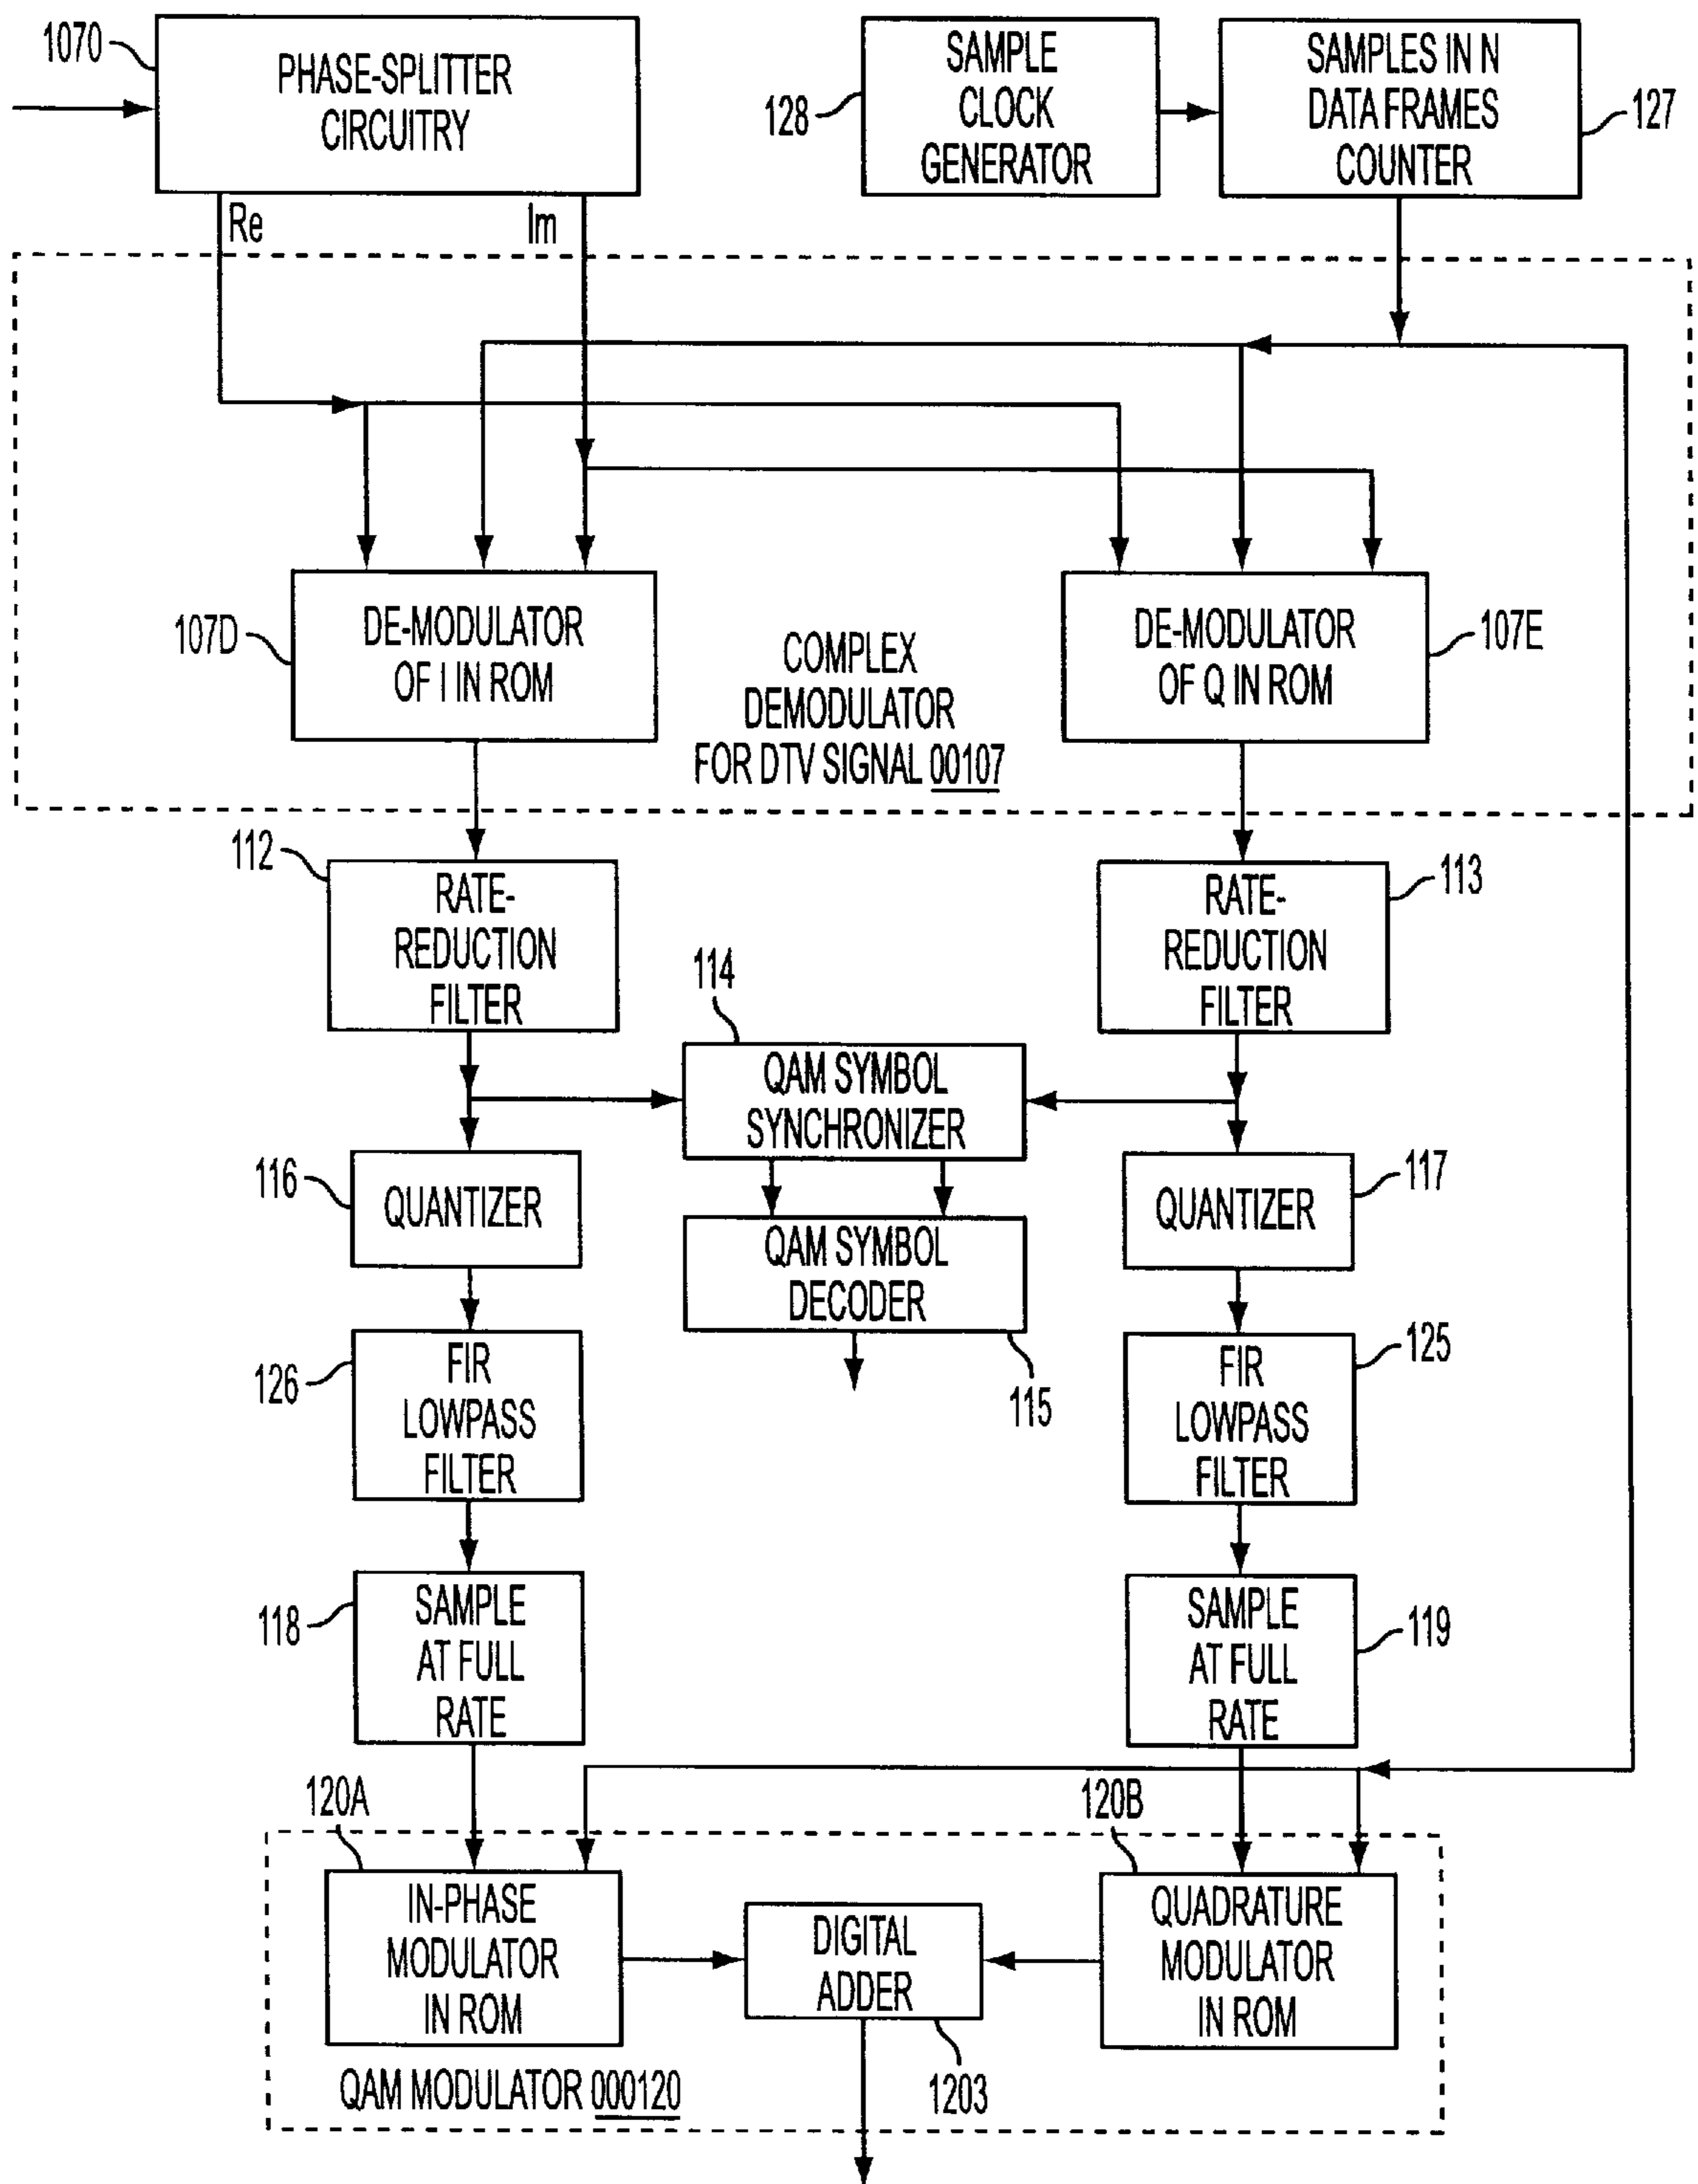 1070
PHASE-SPLITTER
CIRCUITRY
128
SAMPLE
CLOCK
GENERATOR
SAMPLES IN N
DATA FRAMES
COUNTER
127
Re
Im
107D
DE-MODULATOR
OF I IN ROM
COMPLEX
DEMODULATOR
FOR DTV SIGNAL 00107
DE-MODULATOR
OF Q IN ROM
107E
112
RATE-
REDUCTION
FILTER
113
RATE-
REDUCTION
FILTER
114
QAM SYMBOL
SYNCHRONIZER
116
QUANTIZER
117
QUANTIZER
QAM SYMBOL
DECODER
115
126
FIR
LOWPASS
FILTER
125
FIR
LOWPASS
FILTER
118
SAMPLE
AT FULL
RATE
119
SAMPLE
AT FULL
RATE
120A
120B
IN-PHASE
MODULATOR
IN ROM
DIGITAL
ADDER
QUADRATURE
MODULATOR
IN ROM
1203
QAM MODULATOR 000120